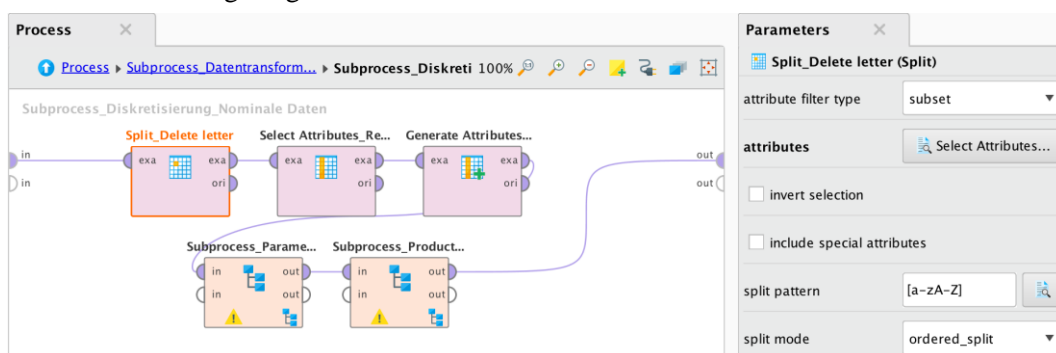 Process
Process ▸ Subprocess_Datentransform... ▸ Subprocess_Diskreti 100%
Subprocess_Diskretisierung_Nominale Daten
Split_Delete letter
Select Attributes_Re...
Generate Attributes...
in
in
exa
exa
ori
exa
exa
ori
exa
exa
ori
out
out
Subprocess_Parame...
Subprocess_Product...
in
out
in
out
in
out
in
out
Parameters
Split_Delete letter (Split)
attribute filter type
subset
attributes
Select Attributes...
invert selection
include special attributes
split pattern
[a-zA-Z]
split mode
ordered_split